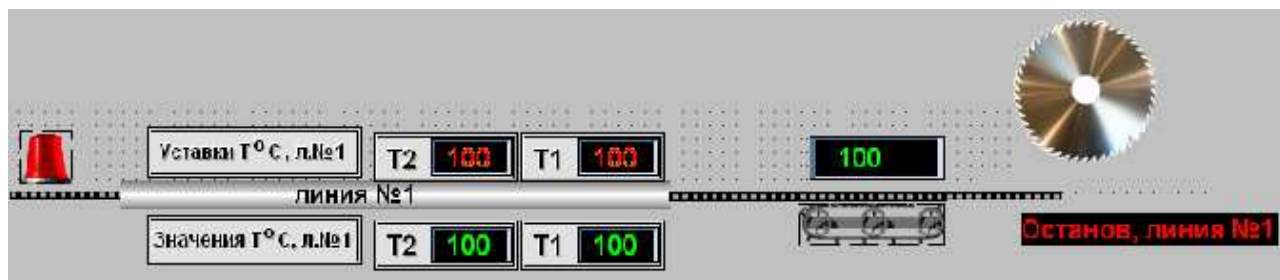 Уставки Т° С, л.№1
Т2 100
Т1 100
100
линия №1
Значения Т° С, л.№1
Т2 100
Т1 100
Останов, линия №1